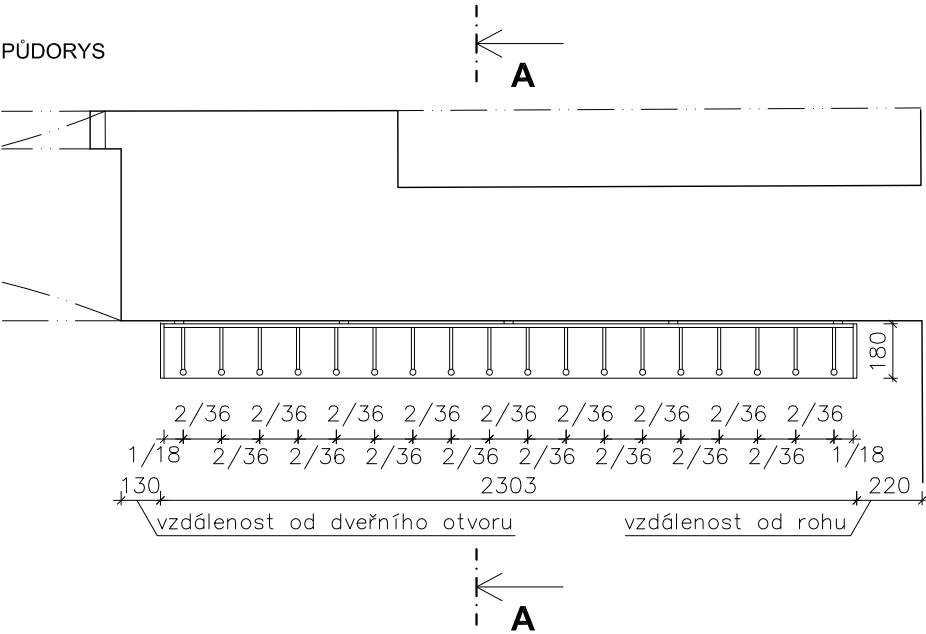 PŮDORYS
A
180
2/36 2/36 2/36 2/36 2/36 2/36 2/36 2/36 2/36
1/18 2/36 2/36 2/36 2/36 2/36 2/36 2/36 2/36 1/18
130 2303 220
vzdálenost od dveřního otvoru vzdálenost od rohu
A